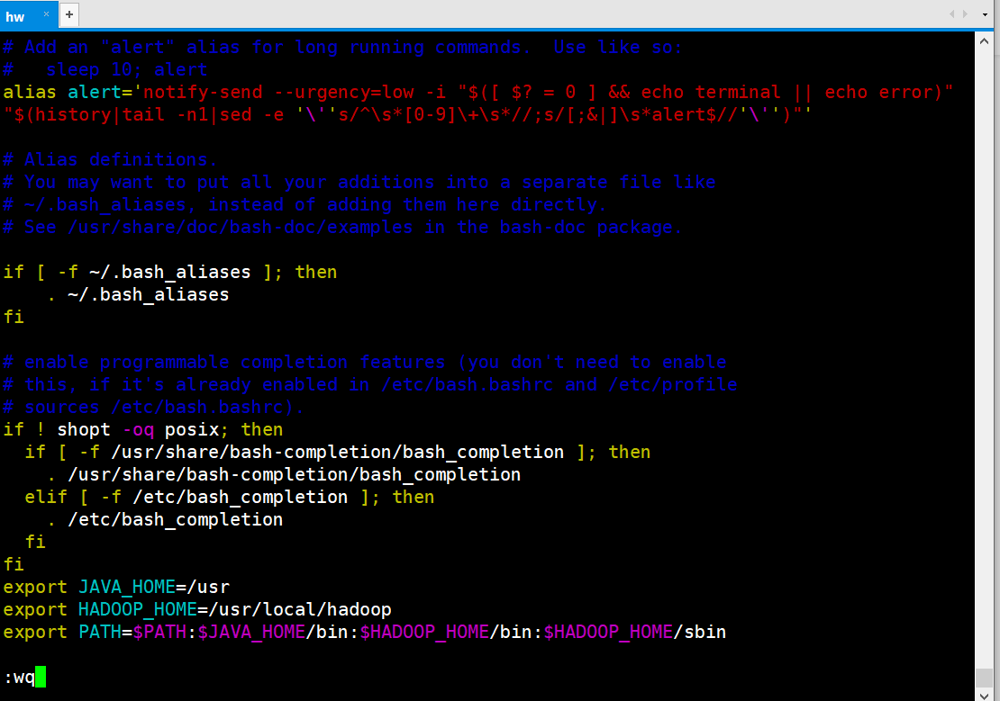 hw × +
# Add an "alert" alias for long running commands.  Use like so:
#   sleep 10; alert
alias alert='notify-send --urgency=low -i "$([ $? = 0 ] && echo terminal || echo error)"
"$(history|tail -n1|sed -e '\''s/^\s*[0-9]\+\s*//;s/[;&|]\s*alert$//'\'')"'
# Alias definitions.
# You may want to put all your additions into a separate file like
# ~/.bash_aliases, instead of adding them here directly.
# See /usr/share/doc/bash-doc/examples in the bash-doc package.
if [ -f ~/.bash_aliases ]; then
    . ~/.bash_aliases
fi
# enable programmable completion features (you don't need to enable
# this, if it's already enabled in /etc/bash.bashrc and /etc/profile
# sources /etc/bash.bashrc).
if ! shopt -oq posix; then
  if [ -f /usr/share/bash-completion/bash_completion ]; then
    . /usr/share/bash-completion/bash_completion
  elif [ -f /etc/bash_completion ]; then
    . /etc/bash_completion
  fi
fi
export JAVA_HOME=/usr
export HADOOP_HOME=/usr/local/hadoop
export PATH=$PATH:$JAVA_HOME/bin:$HADOOP_HOME/bin:$HADOOP_HOME/sbin
:wq